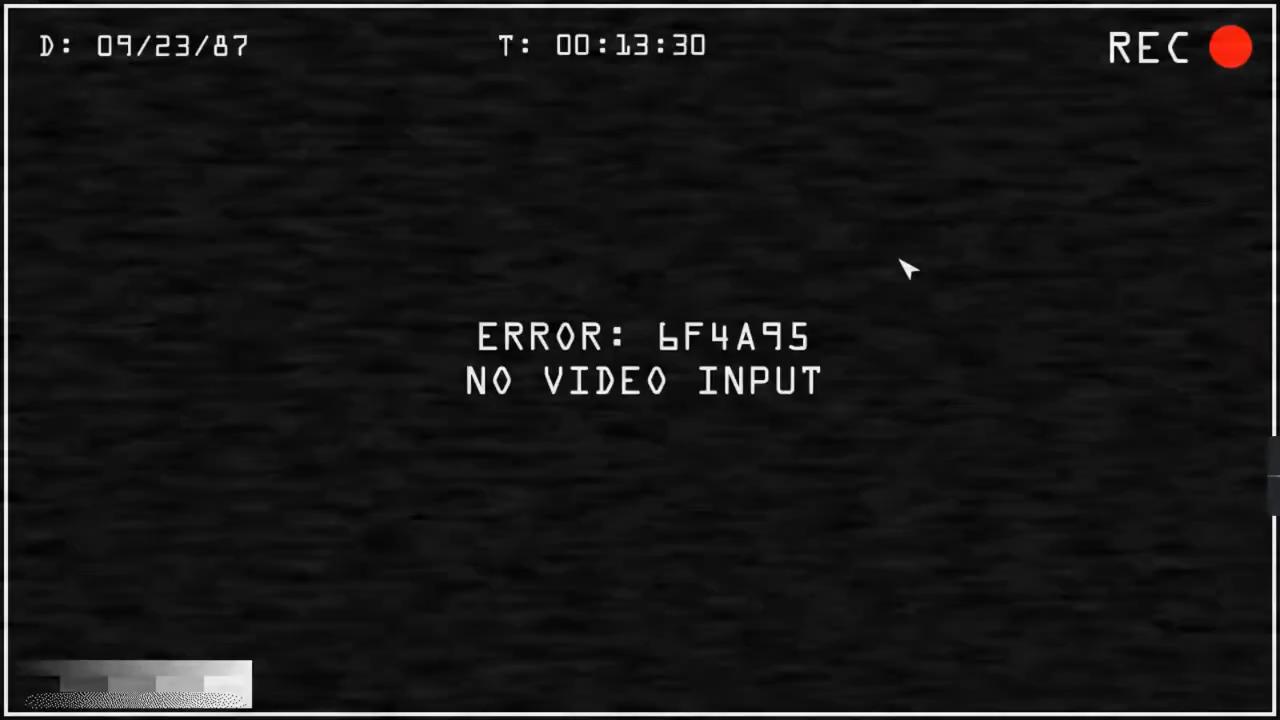 D: 09/23/87
T: 00:13:30
REC
ERROR: 6F4A95
NO VIDEO INPUT